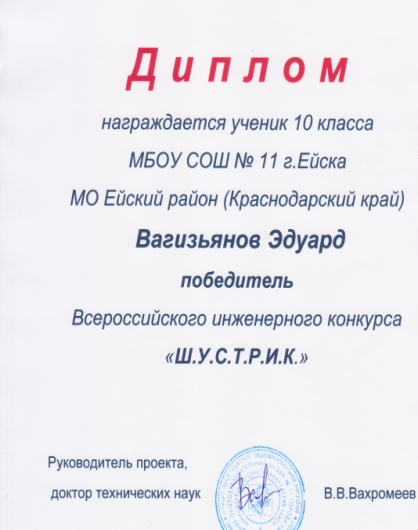 Диплом
награждается ученик 10 класса
МБОУ СОШ № 11 г.Ейска
МО Ейский район (Краснодарский край)
Вагизьянов Эдуард
победитель
Всероссийского инженерного конкурса
«Ш.У.С.Т.Р.И.К.»
Руководитель проекта,
доктор технических наук
В.В.Вахромеев